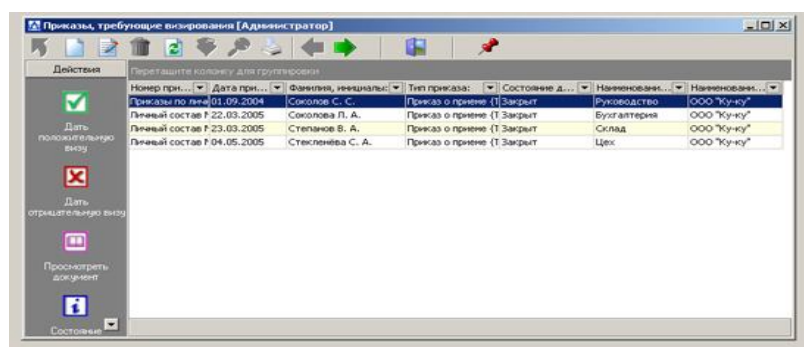 Приказы, требующие визирования [Администратор]
Действия
Перетащите колонку для группировки
Номер при... Дата при... Фамилия, инициалы: Тип приказа: Состояние д... Наименовани... Наименовани...
Приказы по лич 01.09.2004 Соколов С. С. Приказ о приеме (Т Закрыт Руководство ООО "Ку-ку"
Личный состав № 22.03.2005 Соколова Л. А. Приказ о приеме (Т Закрыт Бухгалтерия ООО "Ку-ку"
Личный состав № 23.03.2005 Степанов В. А. Приказ о приеме (Т Закрыт Склад ООО "Ку-ку"
Личный состав № 04.05.2005 Стекленёва С. А. Приказ о приеме (Т Закрыт Цех ООО "Ку-ку"
Дать
положительную
визу
Дать
отрицательную визу
Просмотреть
документ
Состояние